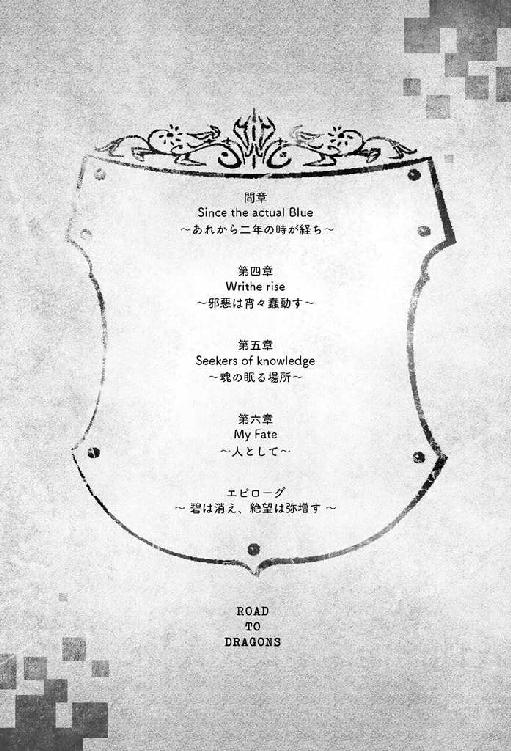 間章
Since the actual Blue
～あれから二年の時が経ち～
第四章
Writhe rise
～邪悪は宵々蠢動す～
第五章
Seekers of knowledge
～魂の眠る場所～
第六章
My Fate
～人として～
エピローグ
～ 碧は消え、絶望は弥増す ～
ROAD
TO
DRAGONS